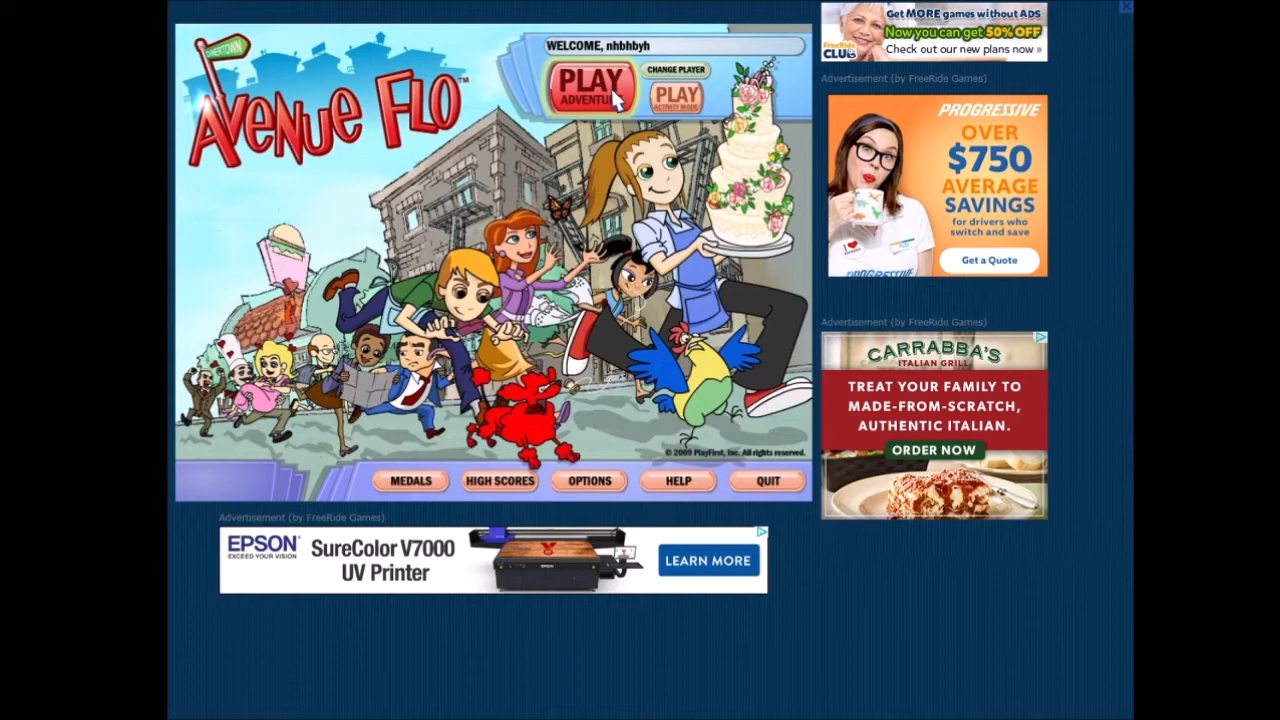 DINERTOWN
AVENUE FLO™
WELCOME, nhbhbyh
PLAY
ADVENTU
CHANGE PLAYER
PLAY
ACTIVITY MODE
© 2009 PlayFirst, Inc. All rights reserved.
MEDALS
HIGH SCORES
OPTIONS
HELP
QUIT
Advertisement (by FreeRide Games)
EPSON®
EXCEED YOUR VISION
SureColor V7000
UV Printer
LEARN MORE
Get MORE games without ADS
Now you can get 50% OFF
Check out our new plans now »
FreeRide
CLUB
Advertisement (by FreeRide Games)
PROGRESSIVE
OVER
$750
AVERAGE
SAVINGS
for drivers who
switch and save
Get a Quote
FLO
PROGRESSIVE
Advertisement (by FreeRide Games)
CARRABBA'S
ITALIAN GRILL
TREAT YOUR FAMILY TO
MADE-FROM-SCRATCH,
AUTHENTIC ITALIAN.
ORDER NOW